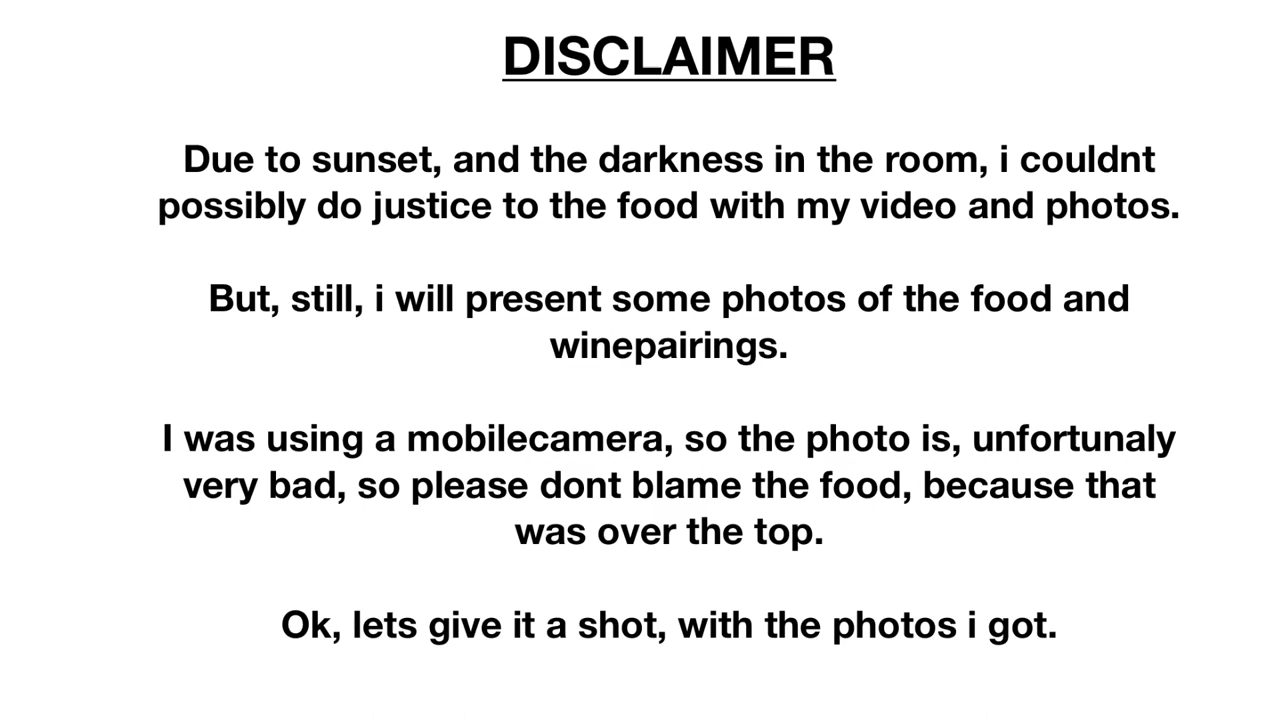 DISCLAIMER
Due to sunset, and the darkness in the room, i couldnt
possibly do justice to the food with my video and photos.
But, still, i will present some photos of the food and
winepairings.
I was using a mobilecamera, so the photo is, unfortunaly
very bad, so please dont blame the food, because that
was over the top.
Ok, lets give it a shot, with the photos i got.